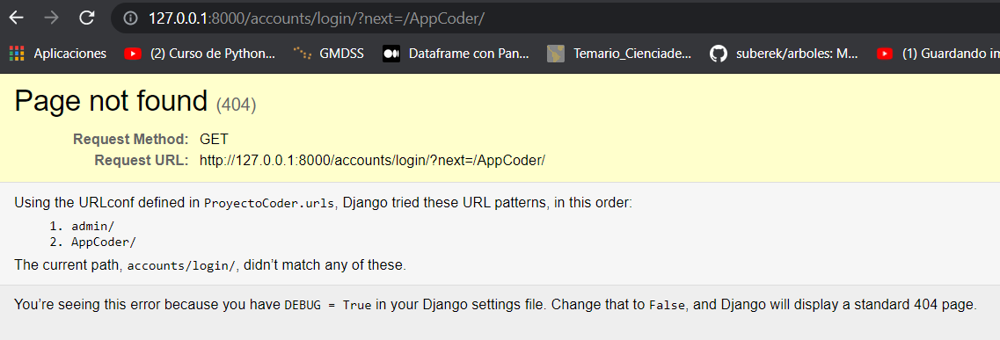 127.0.0.1:8000/accounts/login/?next=/AppCoder/
Aplicaciones (2) Curso de Python... GMDSS Dataframe con Pan... Temario_Cienciade... suberek/arboles: M... (1) Guardando in
Page not found (404)
Request Method: GET
Request URL: http://127.0.0.1:8000/accounts/login/?next=/AppCoder/
Using the URLconf defined in ProyectoCoder.urls, Django tried these URL patterns, in this order:
1. admin/
2. AppCoder/
The current path, accounts/login/, didn’t match any of these.
You’re seeing this error because you have DEBUG = True in your Django settings file. Change that to False, and Django will display a standard 404 page.